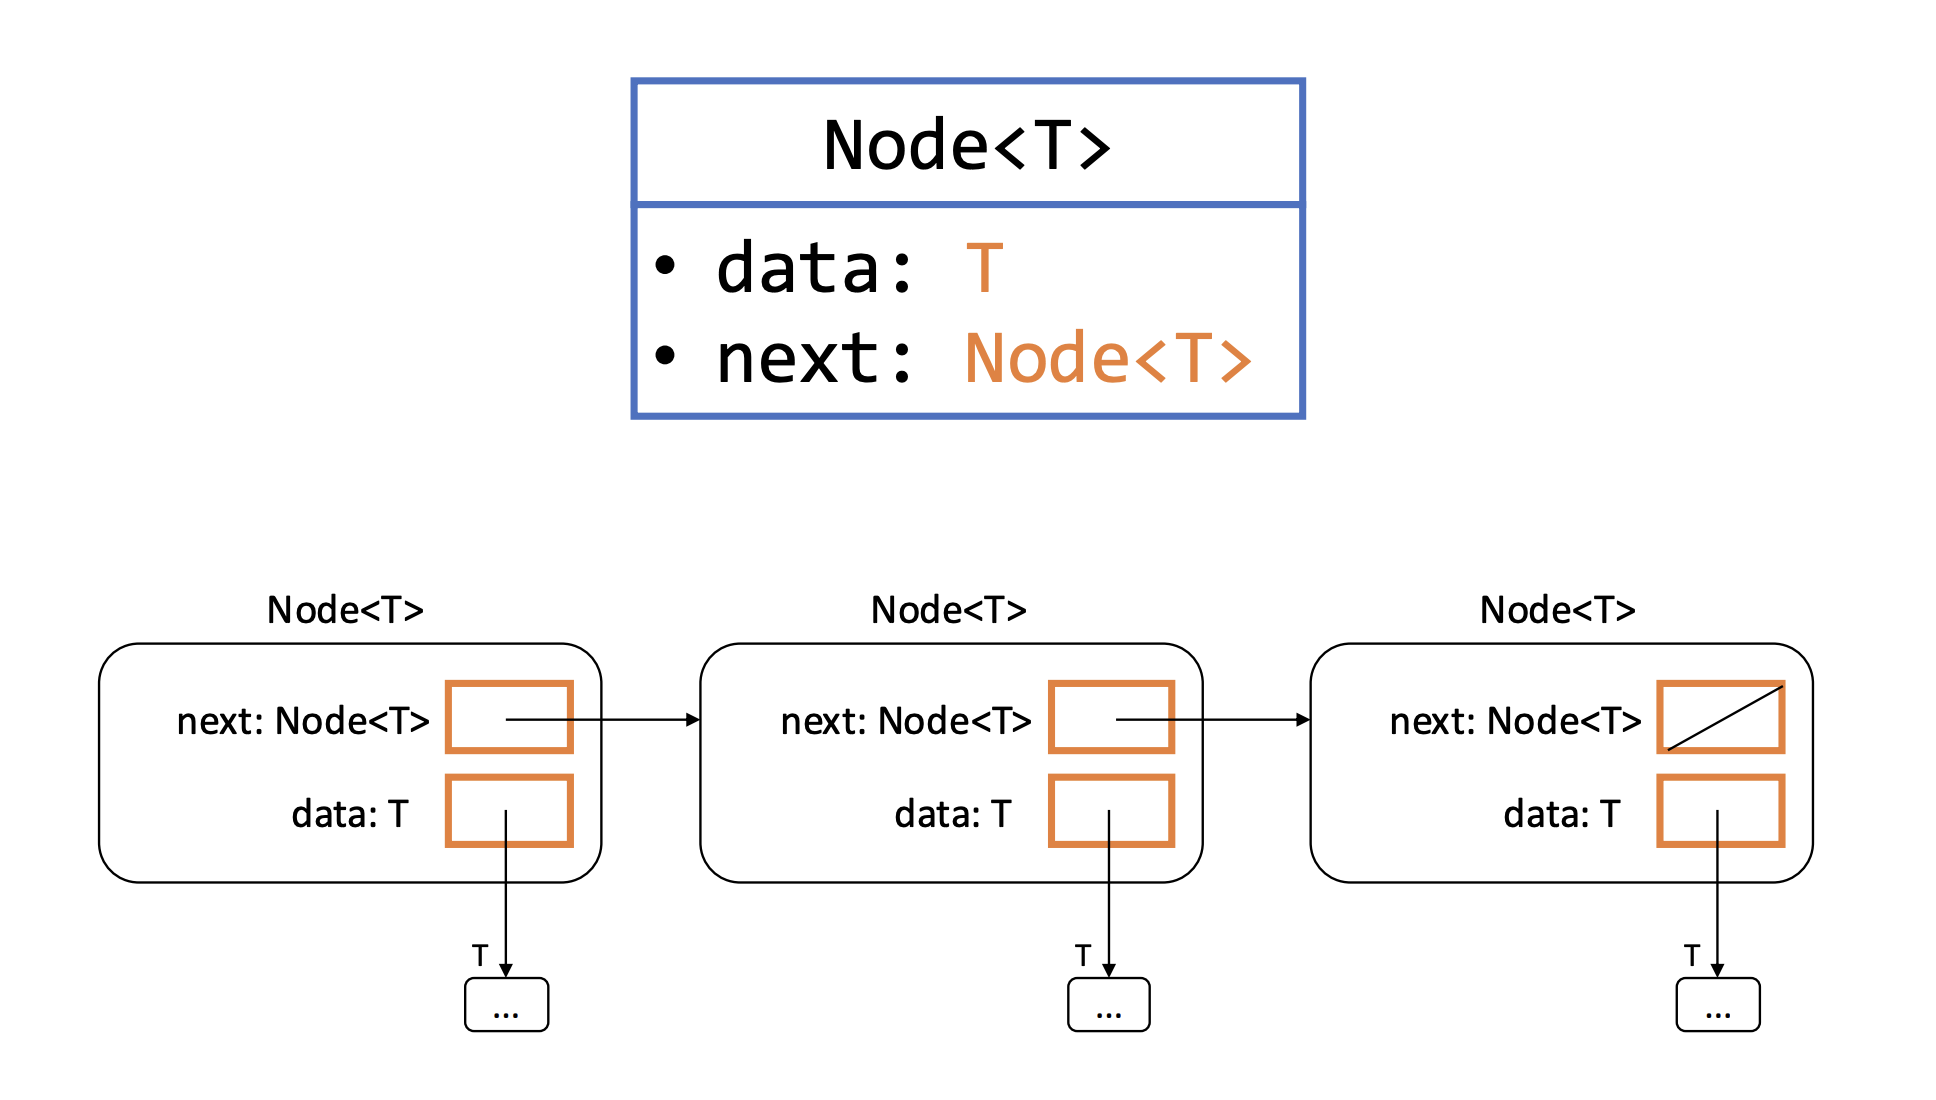 Node<T>
• data: T
• next: Node<T>
Node<T> Node<T> Node<T>
next: Node<T> next: Node<T> next: Node<T>
data: T data: T data: T
T T T
... ... ...